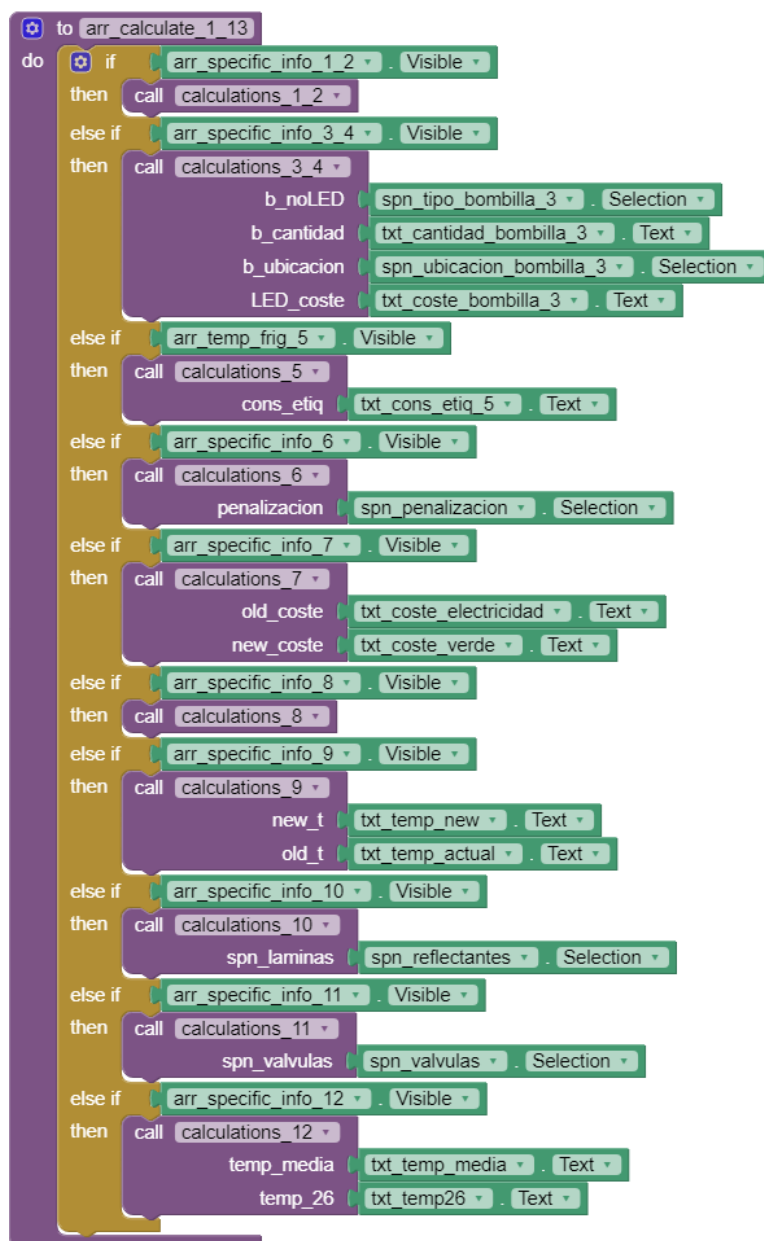 to arr_calculate_1_13
do if arr_specific_info_1_2 . Visible
then call calculations_1_2
else if arr_specific_info_3_4 . Visible
then call calculations_3_4
b_noLED spn_tipo_bombilla_3 . Selection
b_cantidad txt_cantidad_bombilla_3 . Text
b_ubicacion spn_ubicacion_bombilla_3 . Selection
LED_coste txt_coste_bombilla_3 . Text
else if arr_temp_frig_5 . Visible
then call calculations_5
cons_etiq txt_cons_etiq_5 . Text
else if arr_specific_info_6 . Visible
then call calculations_6
penalizacion spn_penalizacion . Selection
else if arr_specific_info_7 . Visible
then call calculations_7
old_coste txt_coste_electricidad . Text
new_coste txt_coste_verde . Text
else if arr_specific_info_8 . Visible
then call calculations_8
else if arr_specific_info_9 . Visible
then call calculations_9
new_t txt_temp_new . Text
old_t txt_temp_actual . Text
else if arr_specific_info_10 . Visible
then call calculations_10
spn_laminas spn_reflectantes . Selection
else if arr_specific_info_11 . Visible
then call calculations_11
spn_valvulas spn_valvulas . Selection
else if arr_specific_info_12 . Visible
then call calculations_12
temp_media txt_temp_media . Text
temp_26 txt_temp26 . Text